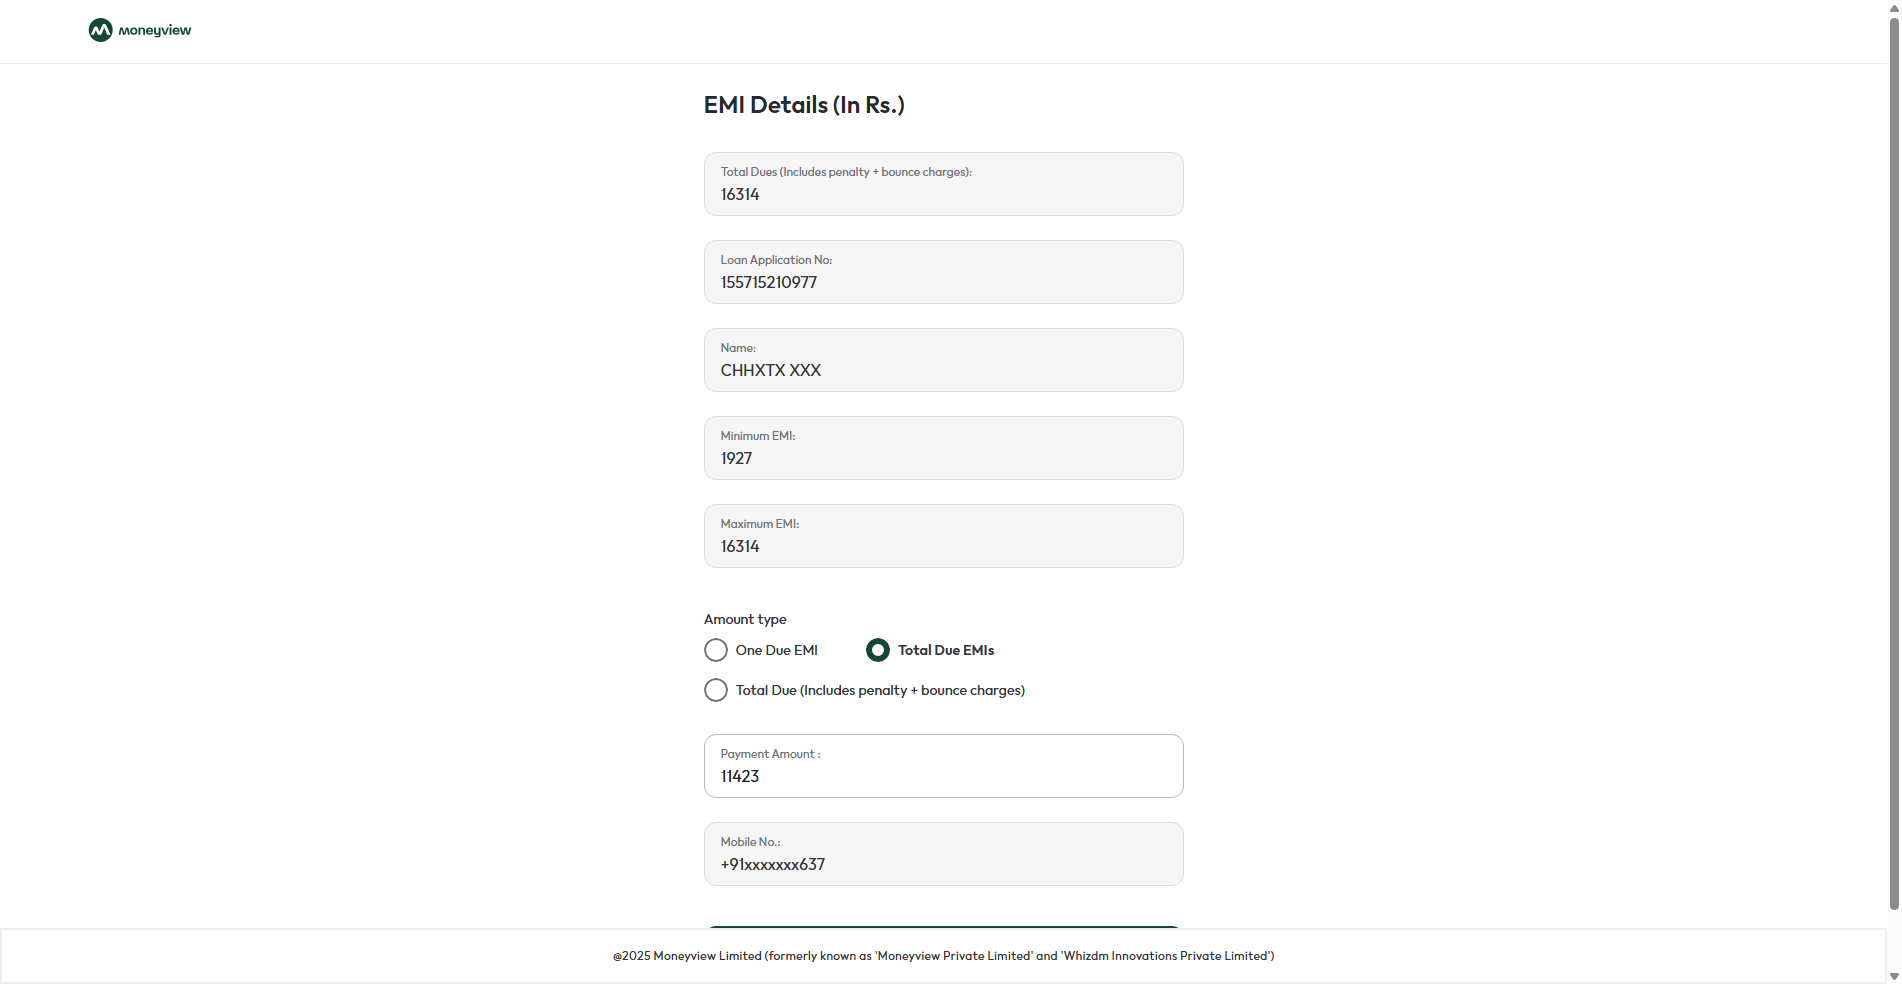 moneyview
EMI Details (In Rs.)
Total Dues (Includes penalty + bounce charges):
16314
Loan Application No:
155715210977
Name:
CHHXTX XXX
Minimum EMI:
1927
Maximum EMI:
16314
Amount type
One Due EMI
Total Due EMIs
Total Due (Includes penalty + bounce charges)
Payment Amount :
11423
Mobile No.:
+91xxxxxxx637
@2025 Moneyview Limited (formerly known as 'Moneyview Private Limited' and 'Whizdm Innovations Private Limited')